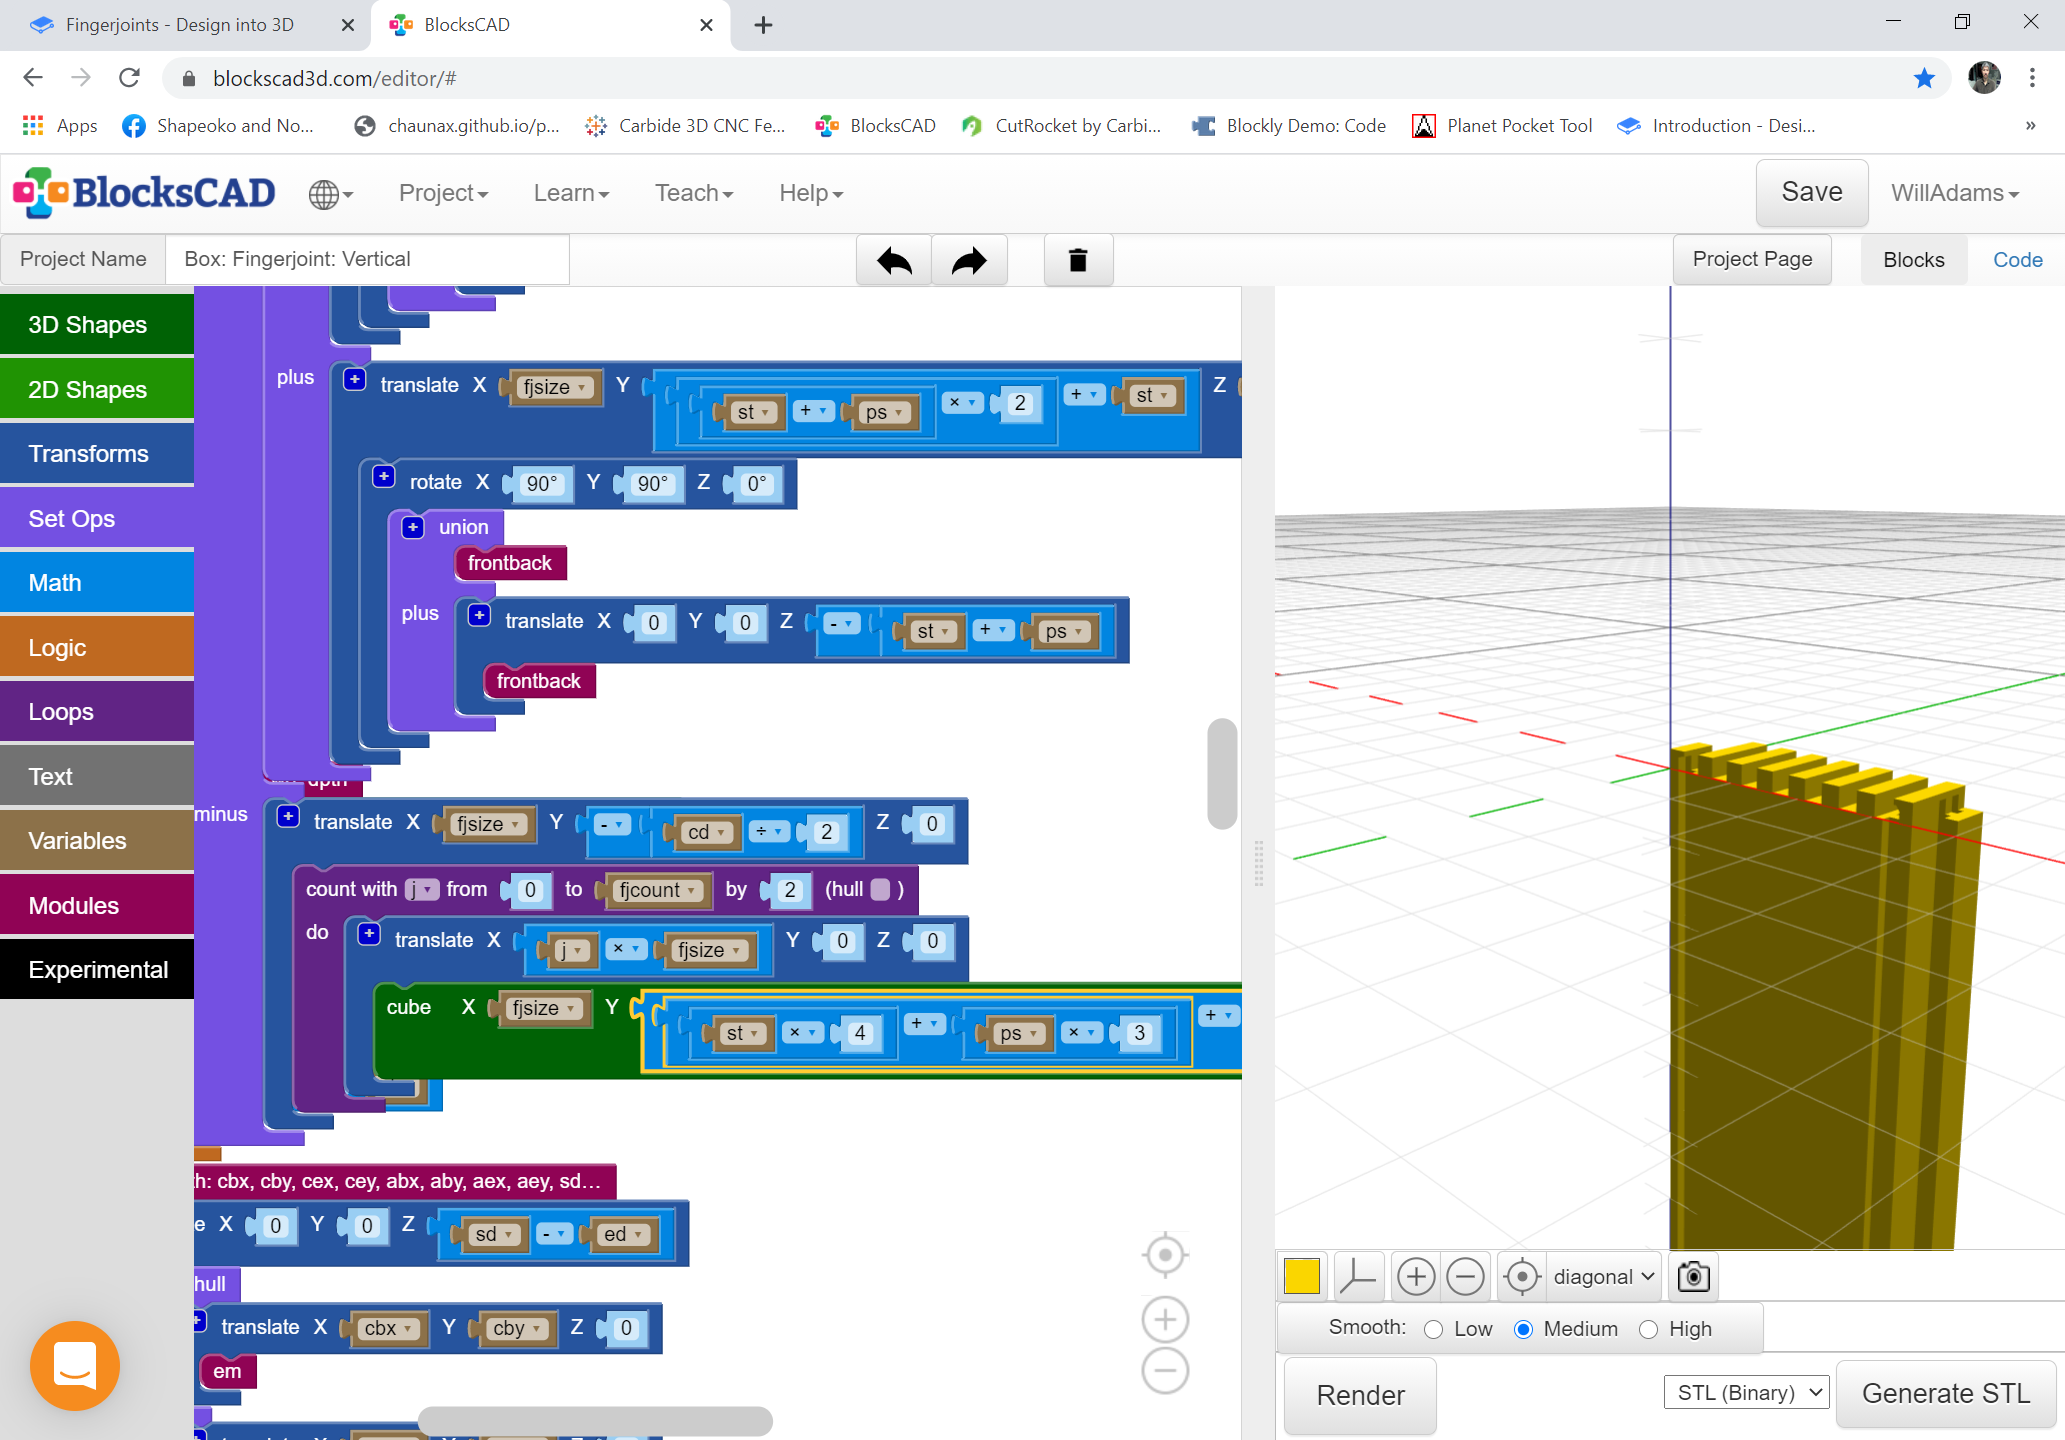 Fingerjoints - Design into 3D
BlocksCAD
blockscad3d.com/editor/#
Apps
Shapeoko and No...
chaunax.github.io/p...
Carbide 3D CNC Fe...
BlocksCAD
CutRocket by Carbi...
Blockly Demo: Code
Planet Pocket Tool
Introduction - Desi...
»
BlocksCAD
Project
Learn
Teach
Help
Save
WillAdams
Project Name
Box: Fingerjoint: Vertical
Project Page
Blocks
Code
3D Shapes
2D Shapes
Transforms
Set Ops
Math
Logic
Loops
Text
Variables
Modules
Experimental
plus
+ translate X fjsize Y st + ps × 2 + st Z
+ rotate X 90° Y 90° Z 0°
+ union
frontback
plus
+ translate X 0 Y 0 Z - st + ps
frontback
minus
+ translate X fjsize Y - cd ÷ 2 Z 0
count with j from 0 to fjcount by 2 (hull )
do
+ translate X j × fjsize Y 0 Z 0
cube X fjsize Y st × 4 + ps × 3 +
h: cbx, cby, cex, cey, abx, aby, aex, aey, sd...
e X 0 Y 0 Z sd - ed
hull
translate X cbx Y cby Z 0
em
diagonal
Smooth: Low Medium High
Render
STL (Binary)
Generate STL